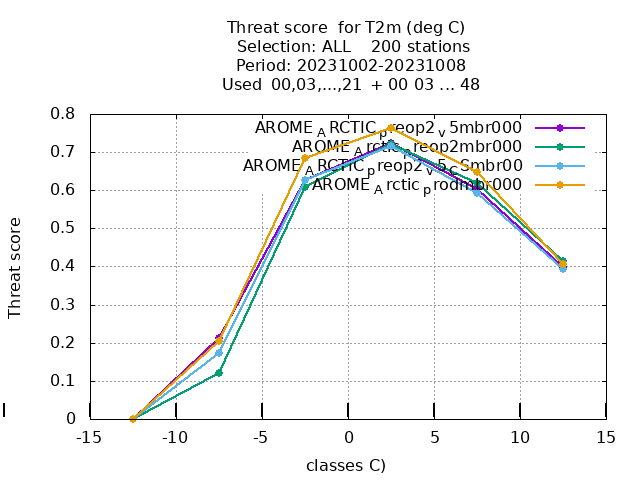 Threat score for T2m (deg C)
Selection: ALL 200 stations
Period: 20231002-20231008
Used 00,03,...,21 + 00 03 ... 48
AROME_ARCTIC_preop2_v5mbr000
AROME_Arctic_preop2mbr000
AROME_ARCTIC_preop2_v5_CSmbr00
AROME_Arctic_prodmbr000
0.8
0.7
0.6
0.5
0.4
0.3
0.2
0.1
0
-15 -10 -5 0 5 10 15
Threat score
classes C)